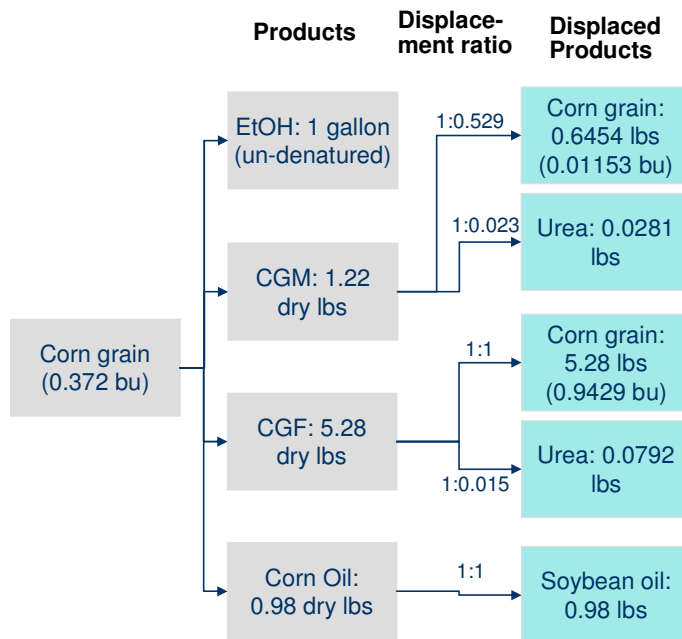 Products
Displace-
ment ratio
Displaced
Products
EtOH: 1 gallon
(un-denatured)
1:0.529
Corn grain:
0.6454 lbs
(0.01153 bu)
CGM: 1.22
dry lbs
1:0.023
Urea: 0.0281
lbs
Corn grain
(0.372 bu)
CGF: 5.28
dry lbs
1:1
Corn grain:
5.28 lbs
(0.9429 bu)
1:0.015
Urea: 0.0792
lbs
Corn Oil:
0.98 dry lbs
1:1
Soybean oil:
0.98 lbs